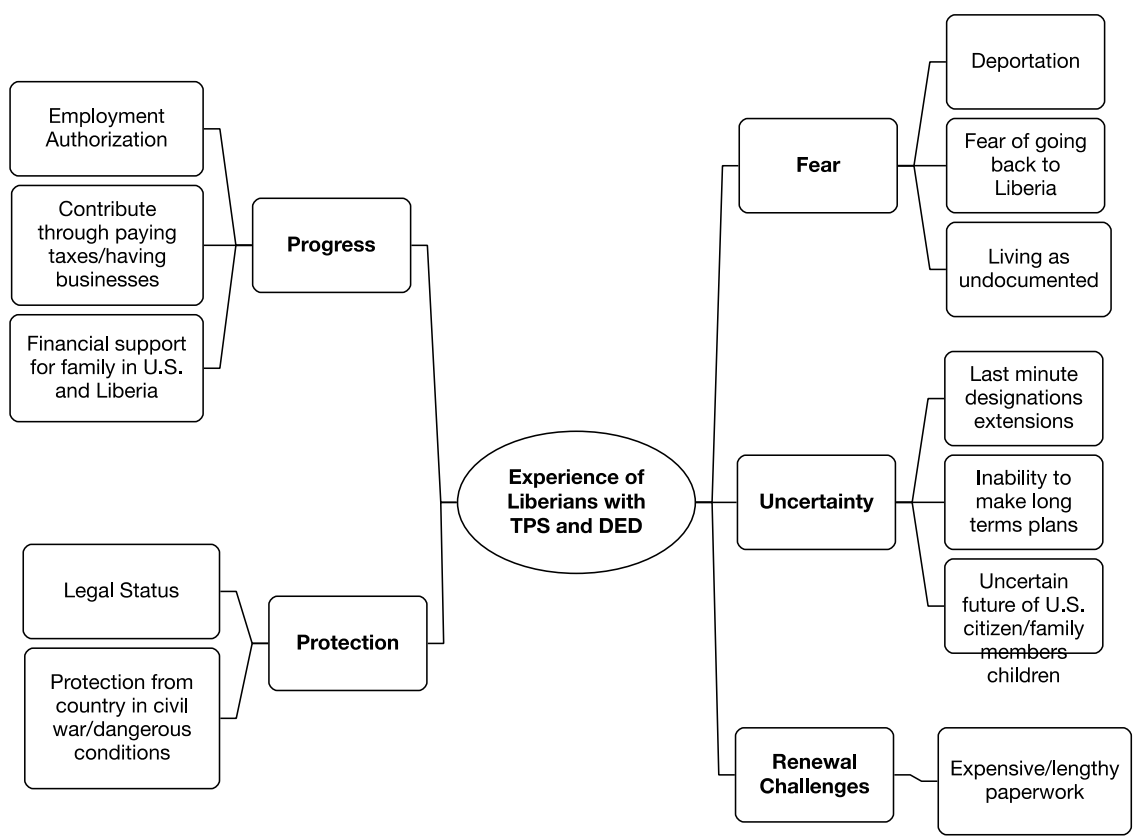 Employment
Authorization
Contribute
through paying
taxes/having
businesses
Financial support
for family in U.S.
and Liberia
Progress
Legal Status
Protection from
country in civil
war/dangerous
conditions
Protection
Experience of
Liberians with
TPS and DED
Fear
Deportation
Fear of going
back to
Liberia
Living as
undocumented
Uncertainty
Last minute
designations
extensions
Inability to
make long
terms plans
Uncertain
future of U.S.
citizen/family
members
children
Renewal
Challenges
Expensive/lengthy
paperwork